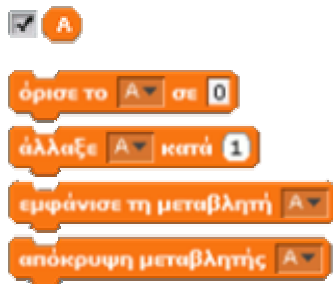 A
όρισε το A σε 0
άλλαξε A κατά 1
εμφάνισε τη μεταβλητή A
απόκρυψη μεταβλητής A